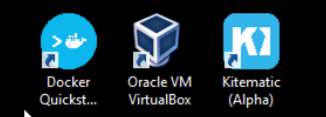 Docker
Quickst...
Oracle VM
VirtualBox
Kitematic
(Alpha)